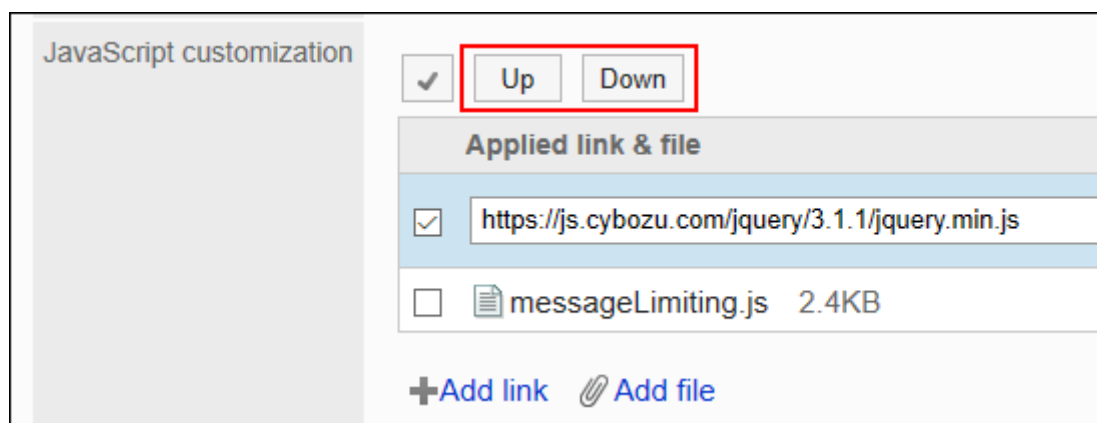 JavaScript customization
Up Down
Applied link & file
https://js.cybozu.com/jquery/3.1.1/jquery.min.js
messageLimiting.js 2.4KB
Add link Add file